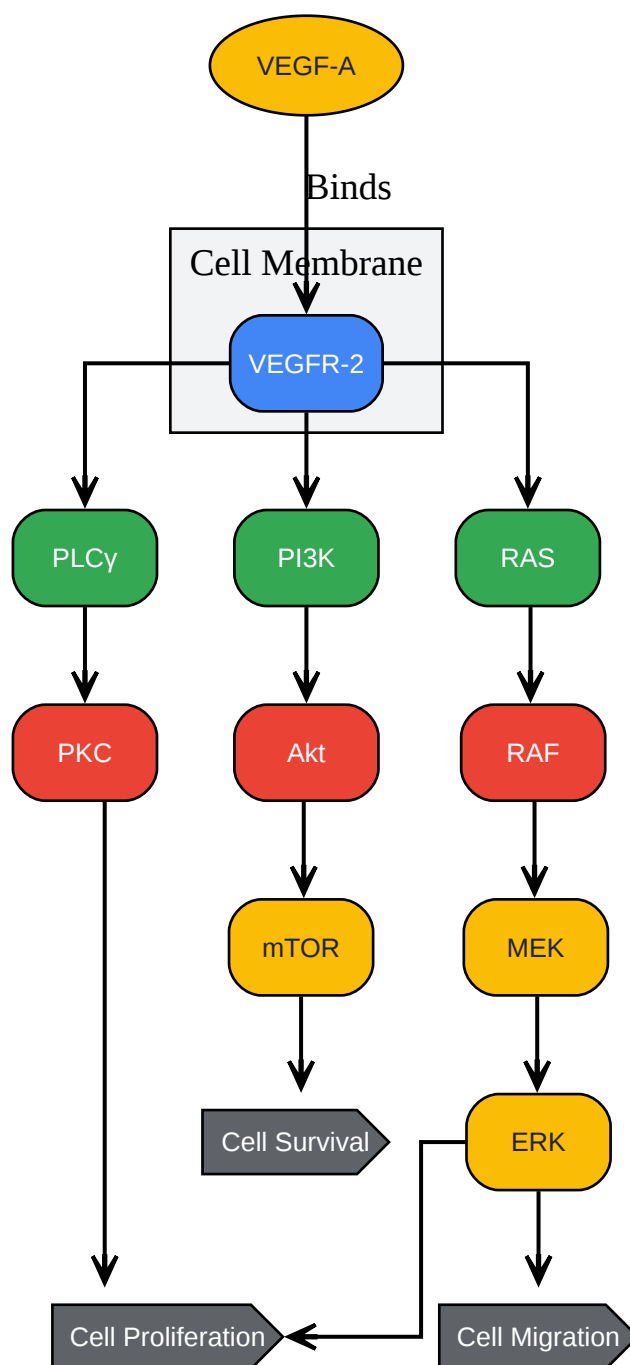 VEGF-A
Binds
Cell Membrane
VEGFR-2
PLCγ
PI3K
RAS
PKC
Akt
RAF
mTOR
MEK
Cell Survival
ERK
Cell Proliferation
Cell Migration